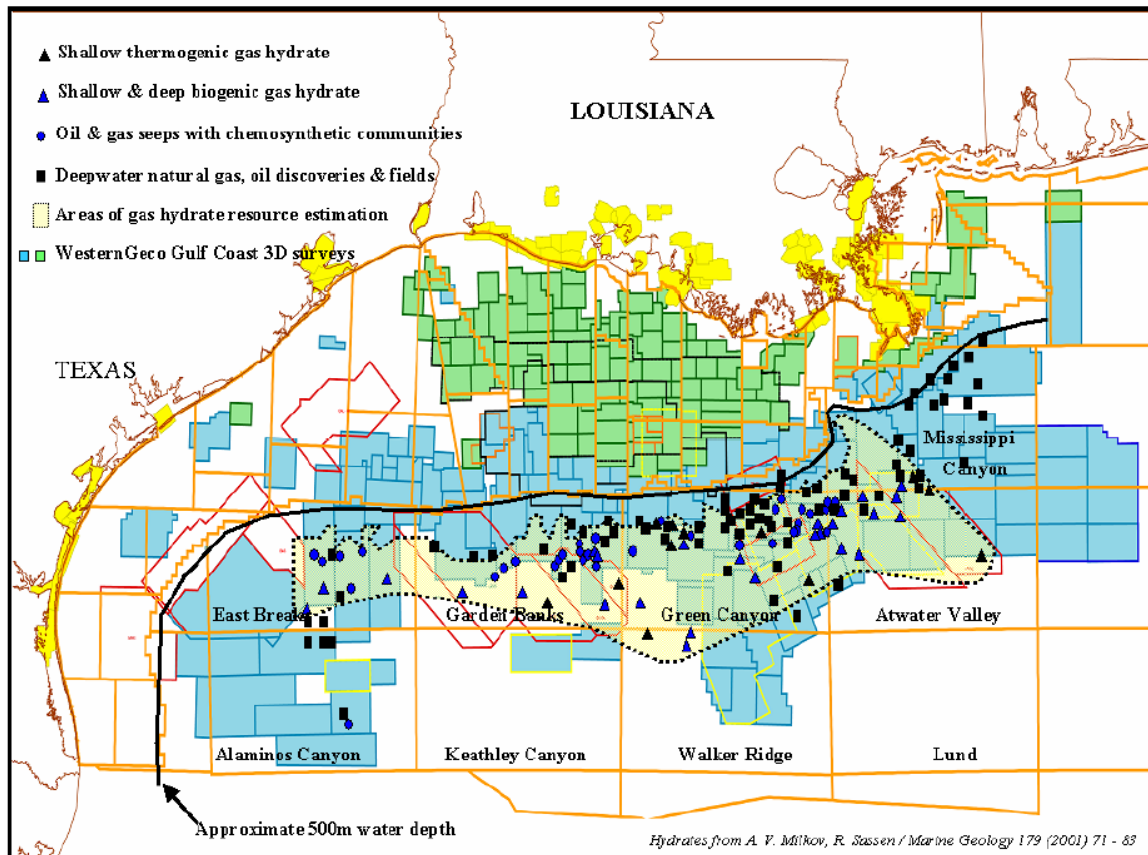 Shallow thermogenic gas hydrate
Shallow & deep biogenic gas hydrate
LOUISIANA
Oil & gas seeps with chemosynthetic communities
Deepwater natural gas, oil discoveries & fields
Areas of gas hydrate resource estimation
WesternGeco Gulf Coast 3D surveys
TEXAS
Mississippi
Canyon
East Breaks
Garden Banks
Green Canyon
Atwater Valley
Alaminos Canyon
Keathley Canyon
Walker Ridge
Lund
Approximate 500m water depth
Hydrates from A. V. Milkov, R. Sassen / Marine Geology 179 (2001) 71 - 83